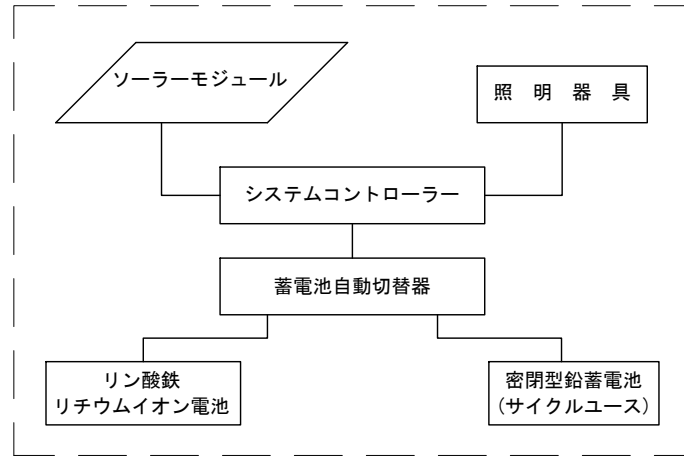 ソーラーモジュール
照 明 器 具
システムコントローラー
蓄電池自動切替器
リン酸鉄
リチウムイオン電池
密閉型鉛蓄電池
(サイクルユース)